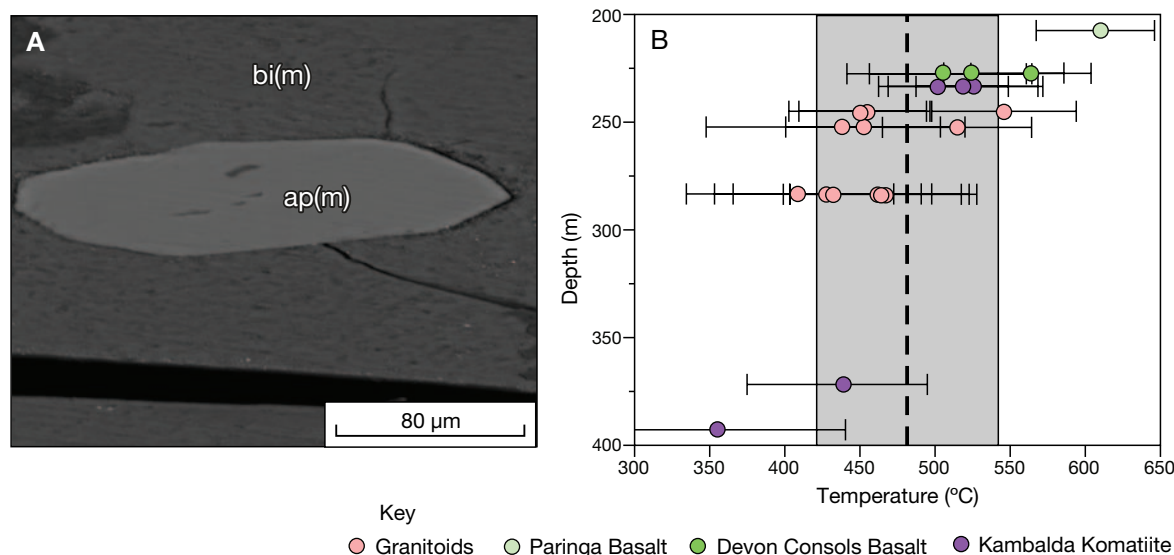 A
bi(m)
ap(m)
80 µm
B
200
250
300
350
400
Depth (m)
300 350 400 450 500 550 600 650
Temperature (ºC)
Key
Granitoids Paringa Basalt Devon Consols Basalt Kambalda Komatiite